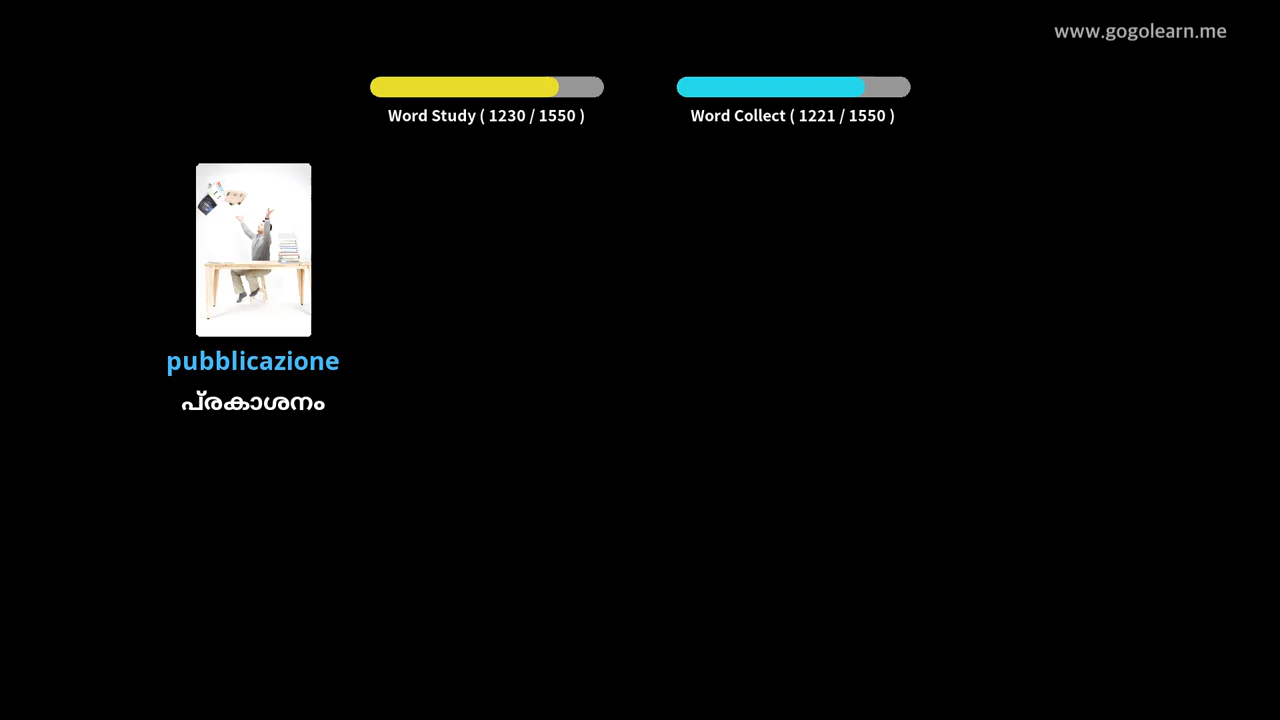 www.gogolearn.me
Word Study ( 1230 / 1550 )
Word Collect ( 1221 / 1550 )
pubblicazione
പ്രകാശനം